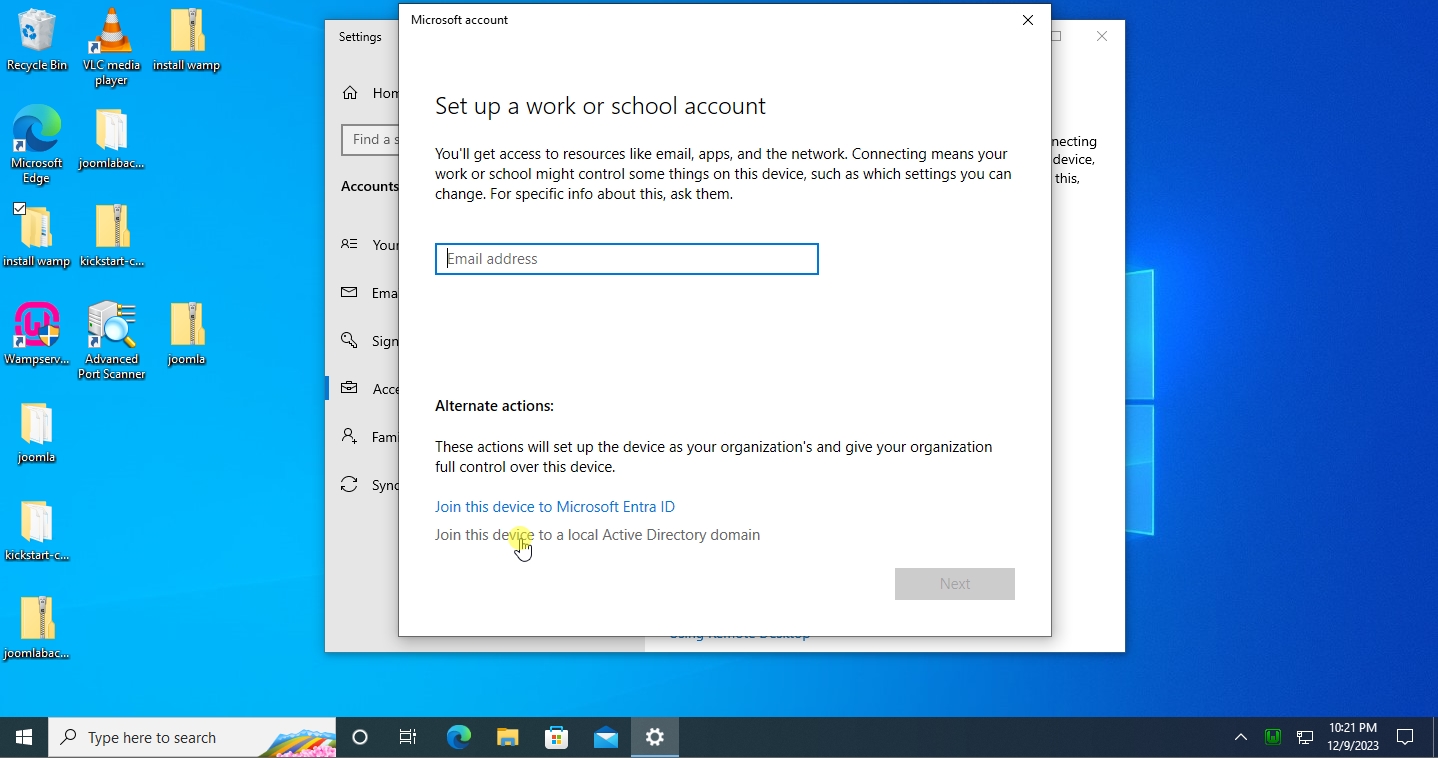 Recycle Bin
VLC media
player
install wamp
Microsoft
Edge
joomlabac...
install wamp
kickstart-c...
Wampserv...
Advanced
Port Scanner
joomla
joomla
kickstart-c...
joomlabac...
Settings
Find a s
Accounts
Your
Ema
Sign
Acce
Fami
Sync
Microsoft account
Set up a work or school account
You'll get access to resources like email, apps, and the network. Connecting means your
work or school might control some things on this device, such as which settings you can
change. For specific info about this, ask them.
Email address
Alternate actions:
These actions will set up the device as your organization's and give your organization
full control over this device.
Join this device to Microsoft Entra ID
Join this device to a local Active Directory domain
Next
necting
device,
this,
Type here to search
10:21 PM
12/9/2023